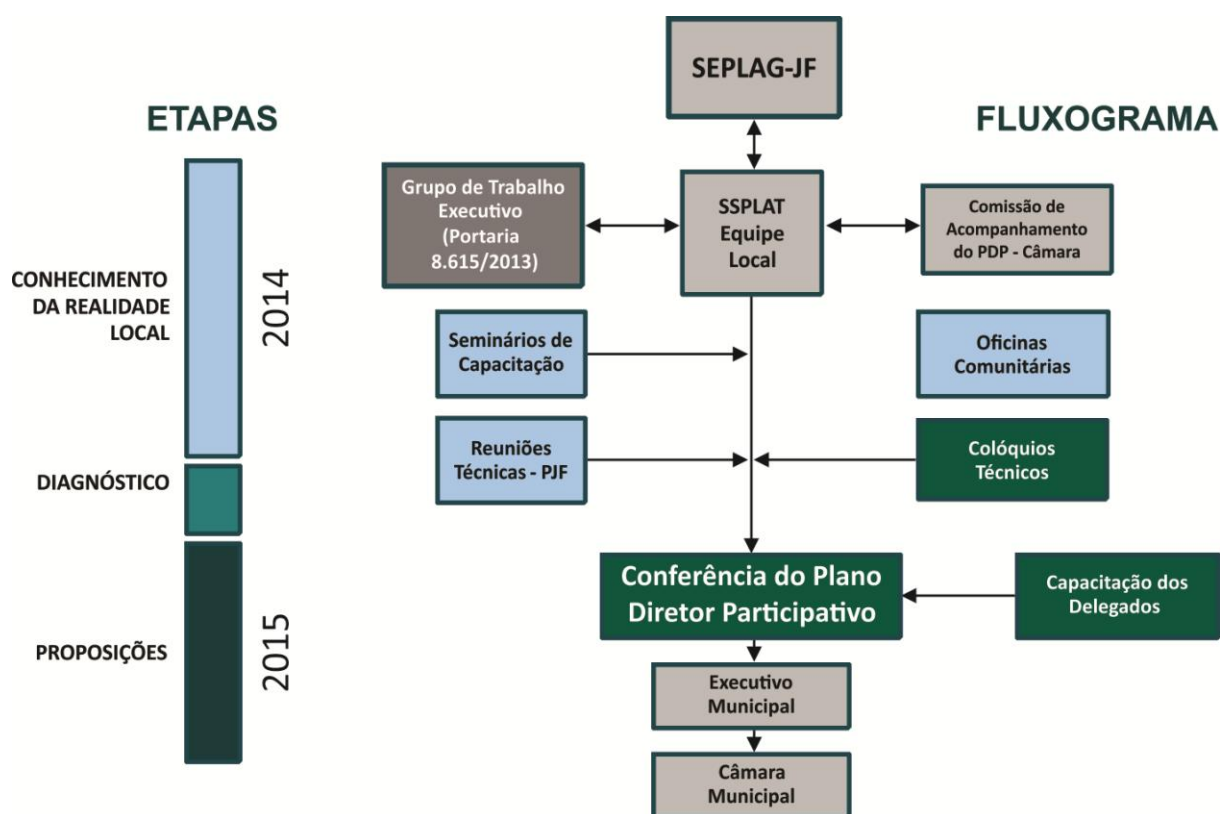 SEPLAG-JF
ETAPAS
FLUXOGRAMA
Grupo de Trabalho
Executivo
(Portaria
8.615/2013)
SSPLAT
Equipe
Local
Comissão de
Acompanhamento
do PDP - Câmara
CONHECIMENTO
DA REALIDADE
LOCAL
2014
Seminários de
Capacitação
Oficinas
Comunitárias
Reuniões
Técnicas - PJF
Colóquios
Técnicos
DIAGNÓSTICO
Conferência do Plano
Diretor Participativo
Capacitação dos
Delegados
PROPOSIÇÕES
2015
Executivo
Municipal
Câmara
Municipal